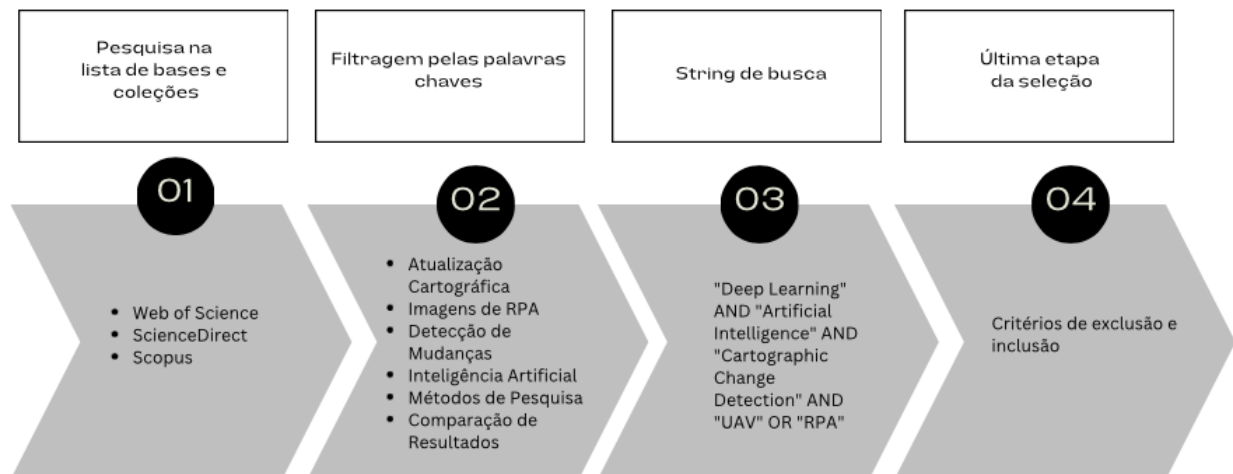 Pesquisa na
lista de bases e
coleções
Filtragem pelas palavras
chaves
String de busca
Última etapa
da seleção
01
02
03
04
• Web of Science
• ScienceDirect
• Scopus
• Atualização
Cartográfica
• Imagens de RPA
• Detecção de
Mudanças
• Inteligência Artificial
• Métodos de Pesquisa
• Comparação de
Resultados
"Deep Learning"
AND "Artificial
Intelligence" AND
"Cartographic
Change
Detection" AND
"UAV" OR "RPA"
Critérios de exclusão e
inclusão